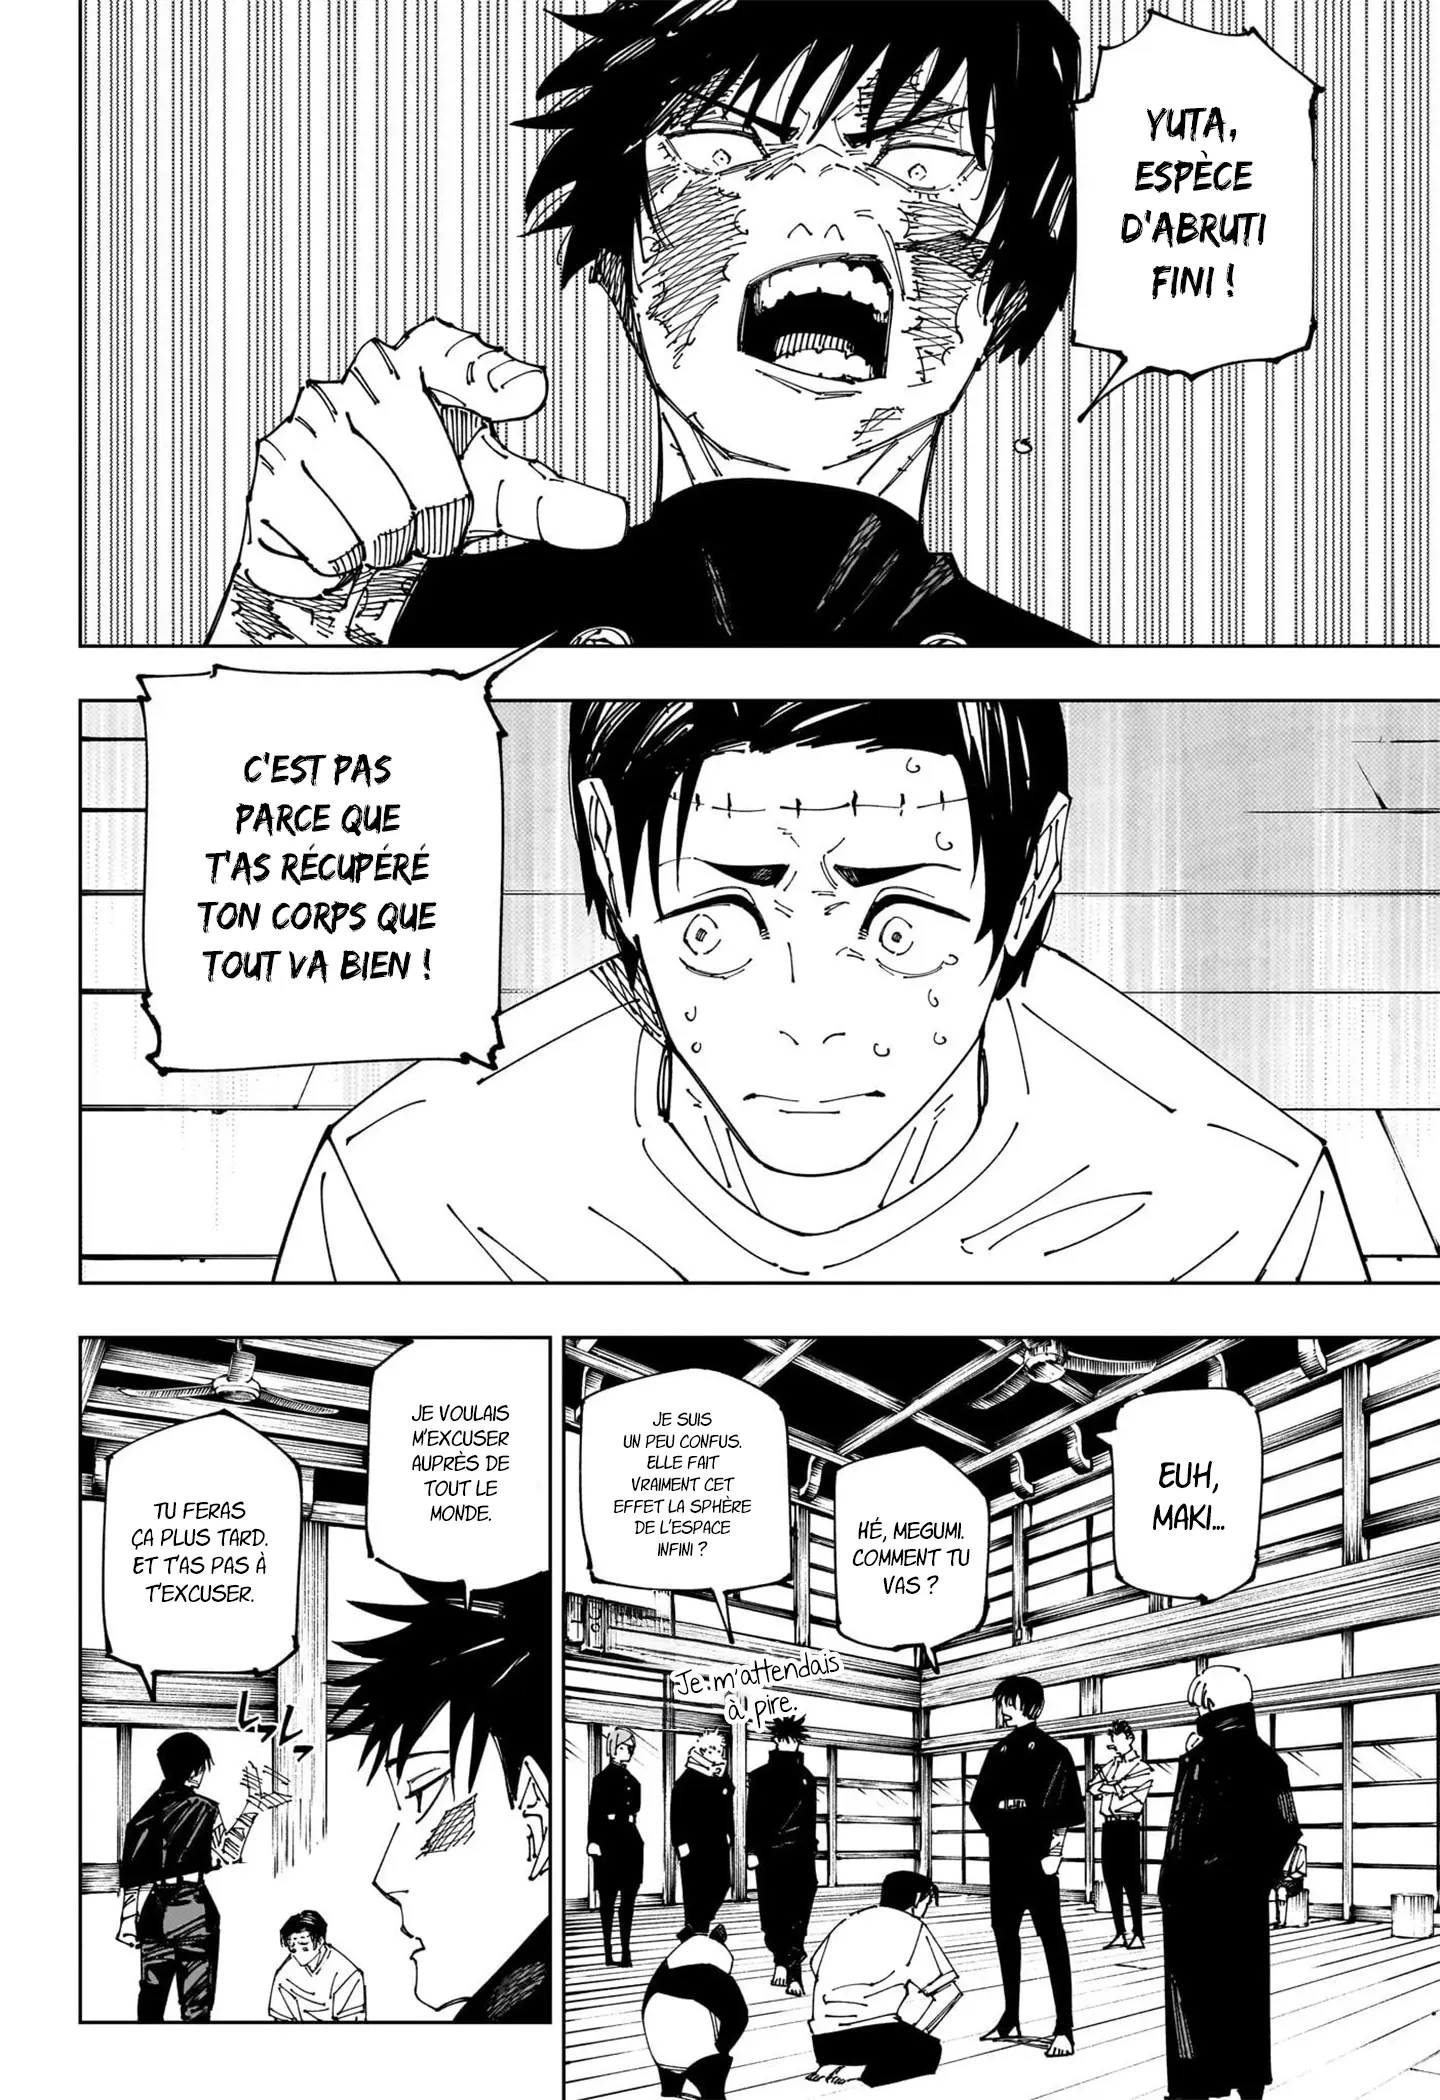 YUTA,
ESPÈCE
D'ABRUTI
FINI !
C'EST PAS
PARCE QUE
T'AS RÉCUPÉRÉ
TON CORPS QUE
TOUT VA BIEN !
EUH,
MAKI...
HÉ, MEGUMI.
COMMENT TU
VAS ?
JE SUIS
UN PEU CONFUS.
ELLE FAIT
VRAIMENT CET
EFFET LA SPHÈRE
DE L'ESPACE
INFINI ?
Je m'attendais
à pire.
JE VOULAIS
M'EXCUSER
AUPRÈS DE
TOUT LE
MONDE.
TU FERAS
ÇA PLUS TARD.
ET T'AS PAS À
T'EXCUSER.
レッレ